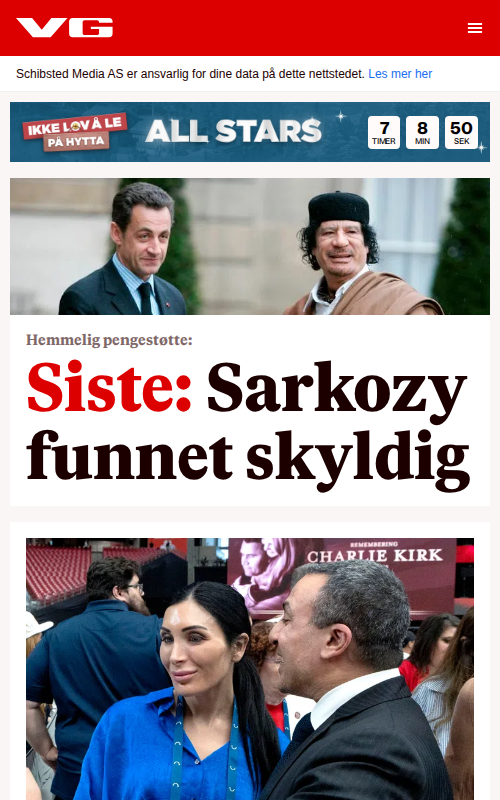 VG
Schibsted Media AS er ansvarlig for dine data på dette nettstedet. Les mer her
IKKE LOV Å LE
PÅ HYTTA
ALL STARS
7
TIMER
8
MIN
50
SEK
Hemmelig pengestøtte:
Siste: Sarkozy
funnet skyldig
REMEMBERING
CHARLIE KIRK